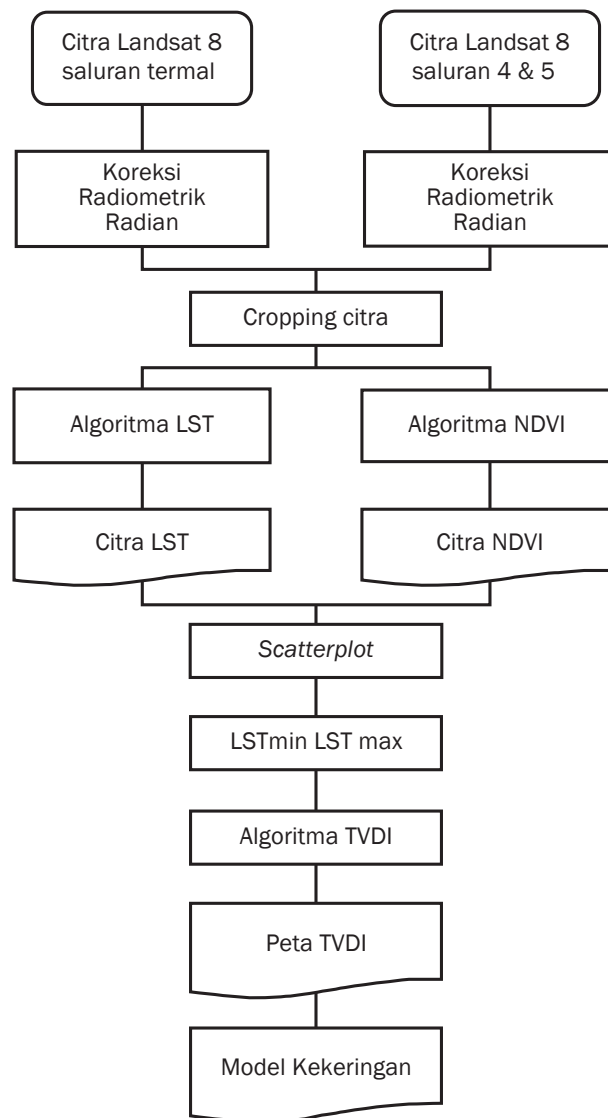 Citra Landsat 8
saluran termal
Citra Landsat 8
saluran 4 & 5
Koreksi
Radiometrik
Radian
Koreksi
Radiometrik
Radian
Cropping citra
Algoritma LST
Algoritma NDVI
Citra LST
Citra NDVI
Scatterplot
LSTmin LST max
Algoritma TVDI
Peta TVDI
Model Kekeringan